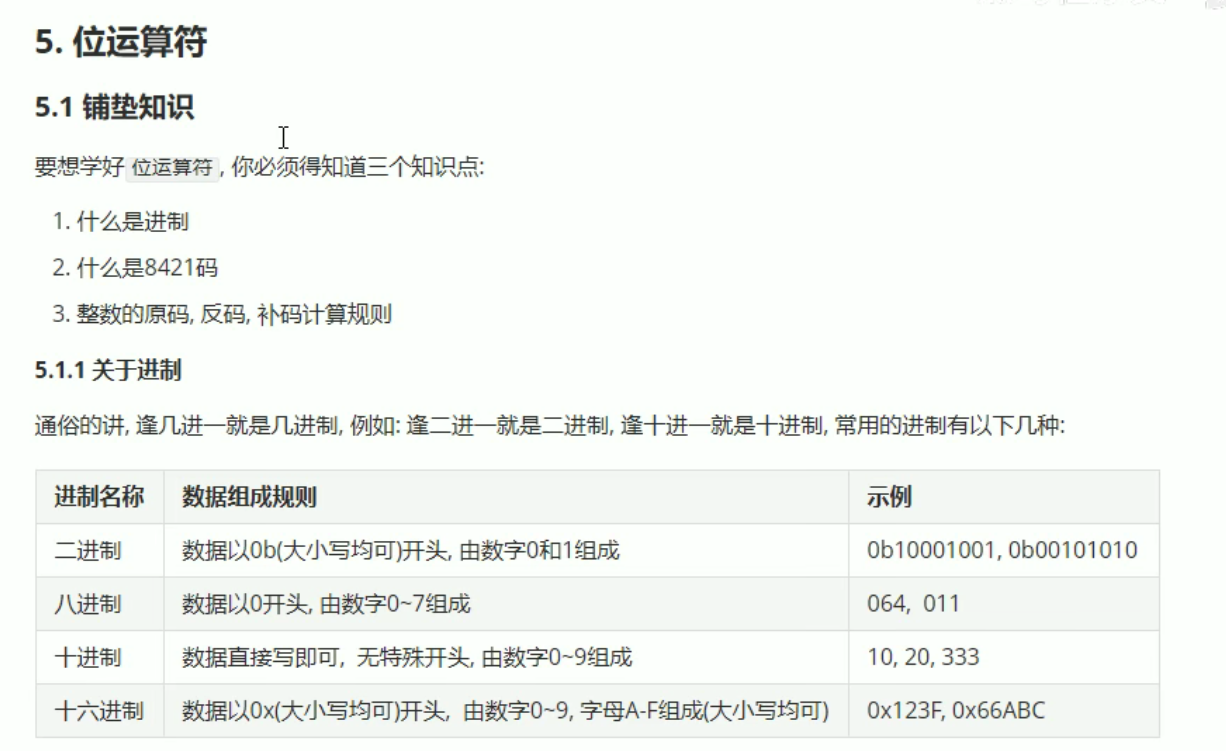 5. 位运算符
5.1 铺垫知识
要想学好 位运算符, 你必须得知道三个知识点:
1. 什么是进制
2. 什么是8421码
3. 整数的原码, 反码, 补码计算规则
5.1.1 关于进制
通俗的讲, 逢几进一就是几进制, 例如: 逢二进一就是二进制, 逢十进一就是十进制, 常用的进制有以下几种:
进制名称 数据组成规则 示例
二进制 数据以0b(大小写均可)开头, 由数字0和1组成 0b10001001, 0b00101010
八进制 数据以0开头, 由数字0~7组成 064, 011
十进制 数据直接写即可, 无特殊开头, 由数字0~9组成 10, 20, 333
十六进制 数据以0x(大小写均可)开头, 由数字0~9, 字母A-F组成(大小写均可) 0x123F, 0x66ABC